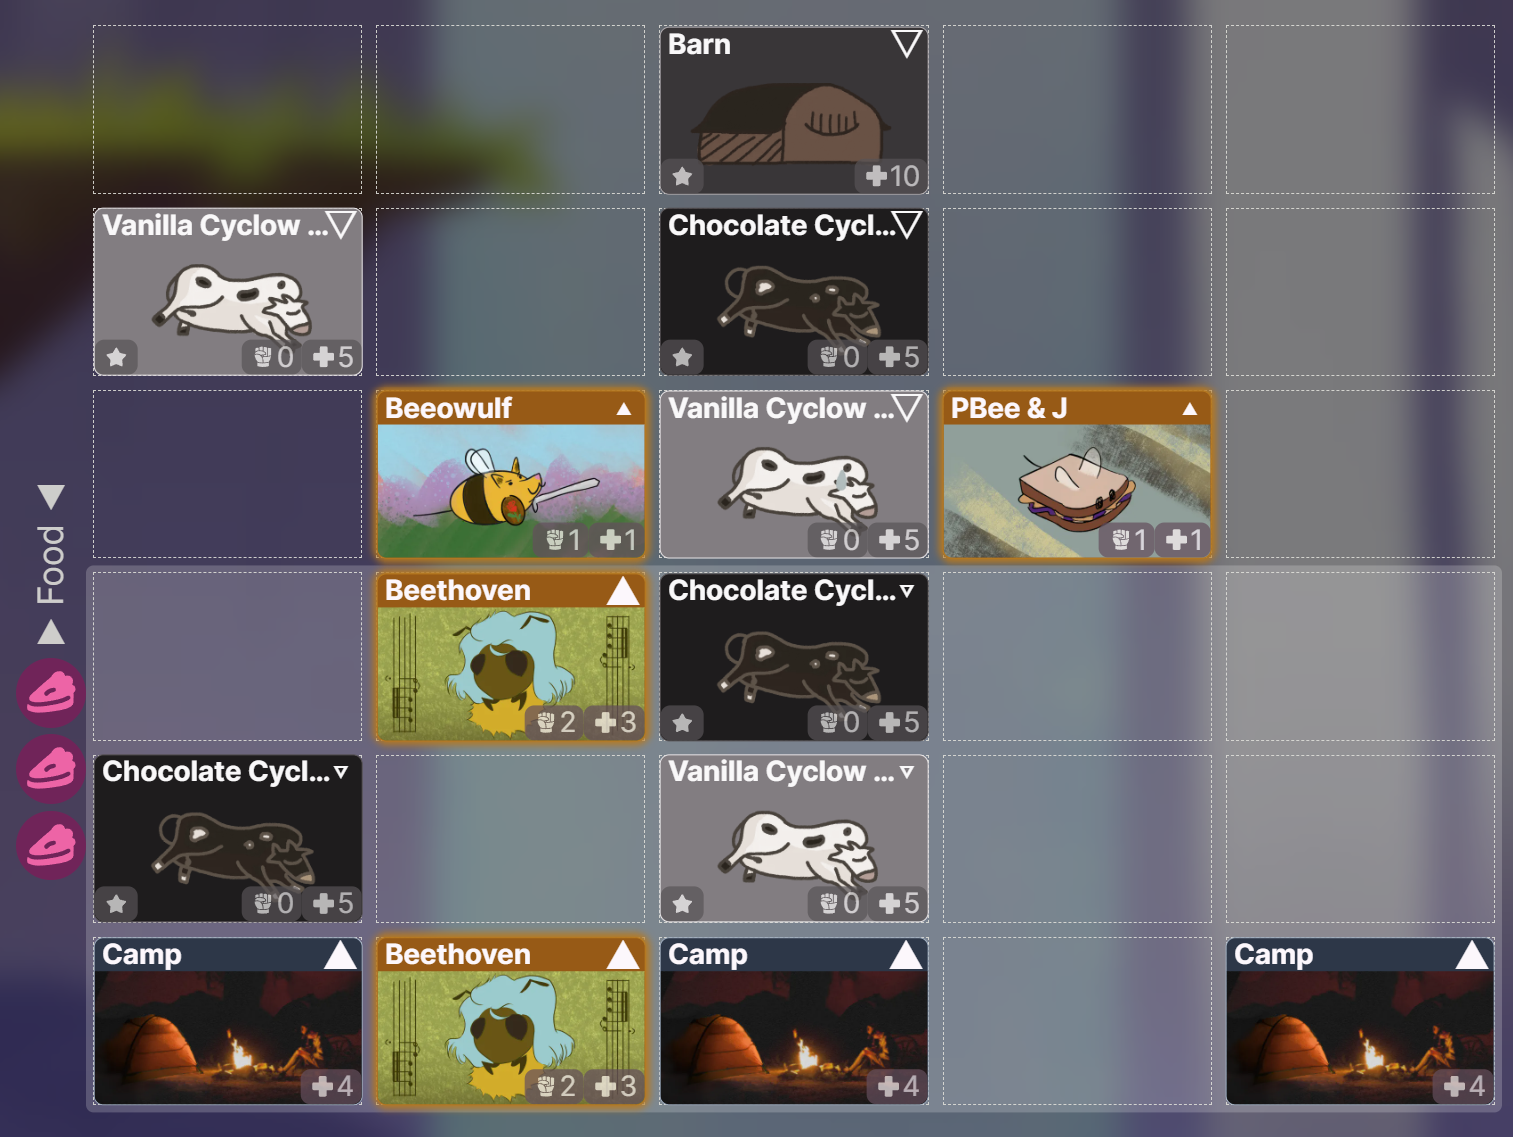 Barn
10
Vanilla Cyclow ...
0 5
Chocolate Cycl...
0 5
Beeowulf
1 1
Vanilla Cyclow ...
0 5
PBee & J
1 1
Food
Beethoven
2 3
Chocolate Cycl...
0 5
Chocolate Cycl...
0 5
Vanilla Cyclow ...
0 5
Camp
4
Beethoven
2 3
Camp
4
Camp
4